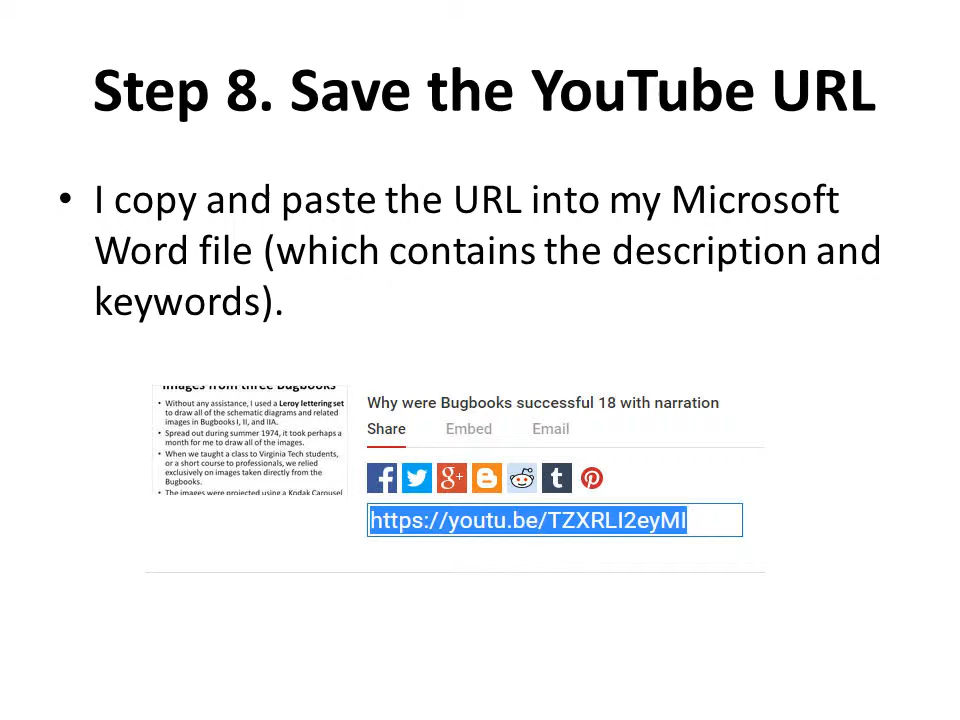 Step 8. Save the YouTube URL
• I copy and paste the URL into my Microsoft
Word file (which contains the description and
keywords).
images from three Bugbooks
• Without any assistance, I used a Leroy lettering set
to draw all of the schematic diagrams and related
images in Bugbooks I, II, and IIA.
• Spread out during summer 1974, it took perhaps a
month for me to draw all of the images.
• When we taught a class to Virginia Tech students,
or a short course to professionals, we relied
exclusively on images taken directly from the
Bugbooks.
• The images were projected using a Kodak Carousel
Why were Bugbooks successful 18 with narration
Share Embed Email
https://youtu.be/TZXRLI2eyMI